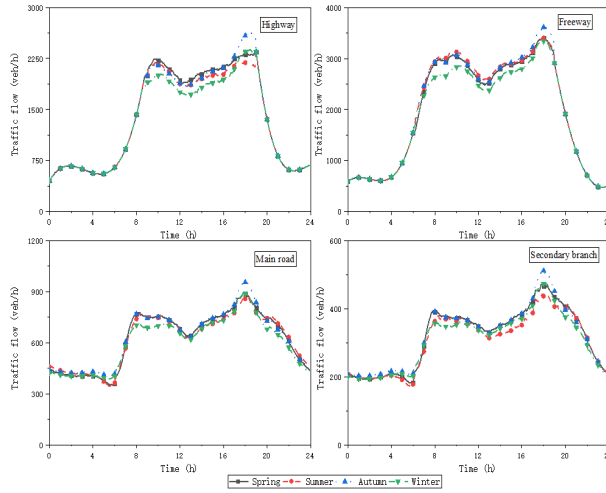 Highway
Traffic flow (veh/h)
3000
2250
1500
750
0
0 4 8 12 16 20 24
Time (h)
Freeway
Traffic flow (veh/h)
4000
3000
2000
1000
0
0 4 8 12 16 20 24
Time (h)
Main road
Traffic flow (veh/h)
1200
900
600
300
0
0 4 8 12 16 20 24
Time (h)
Secondary branch
Traffic flow (veh/h)
600
400
200
0
0 4 8 12 16 20 24
Time (h)
Spring Summer Autumn Winter